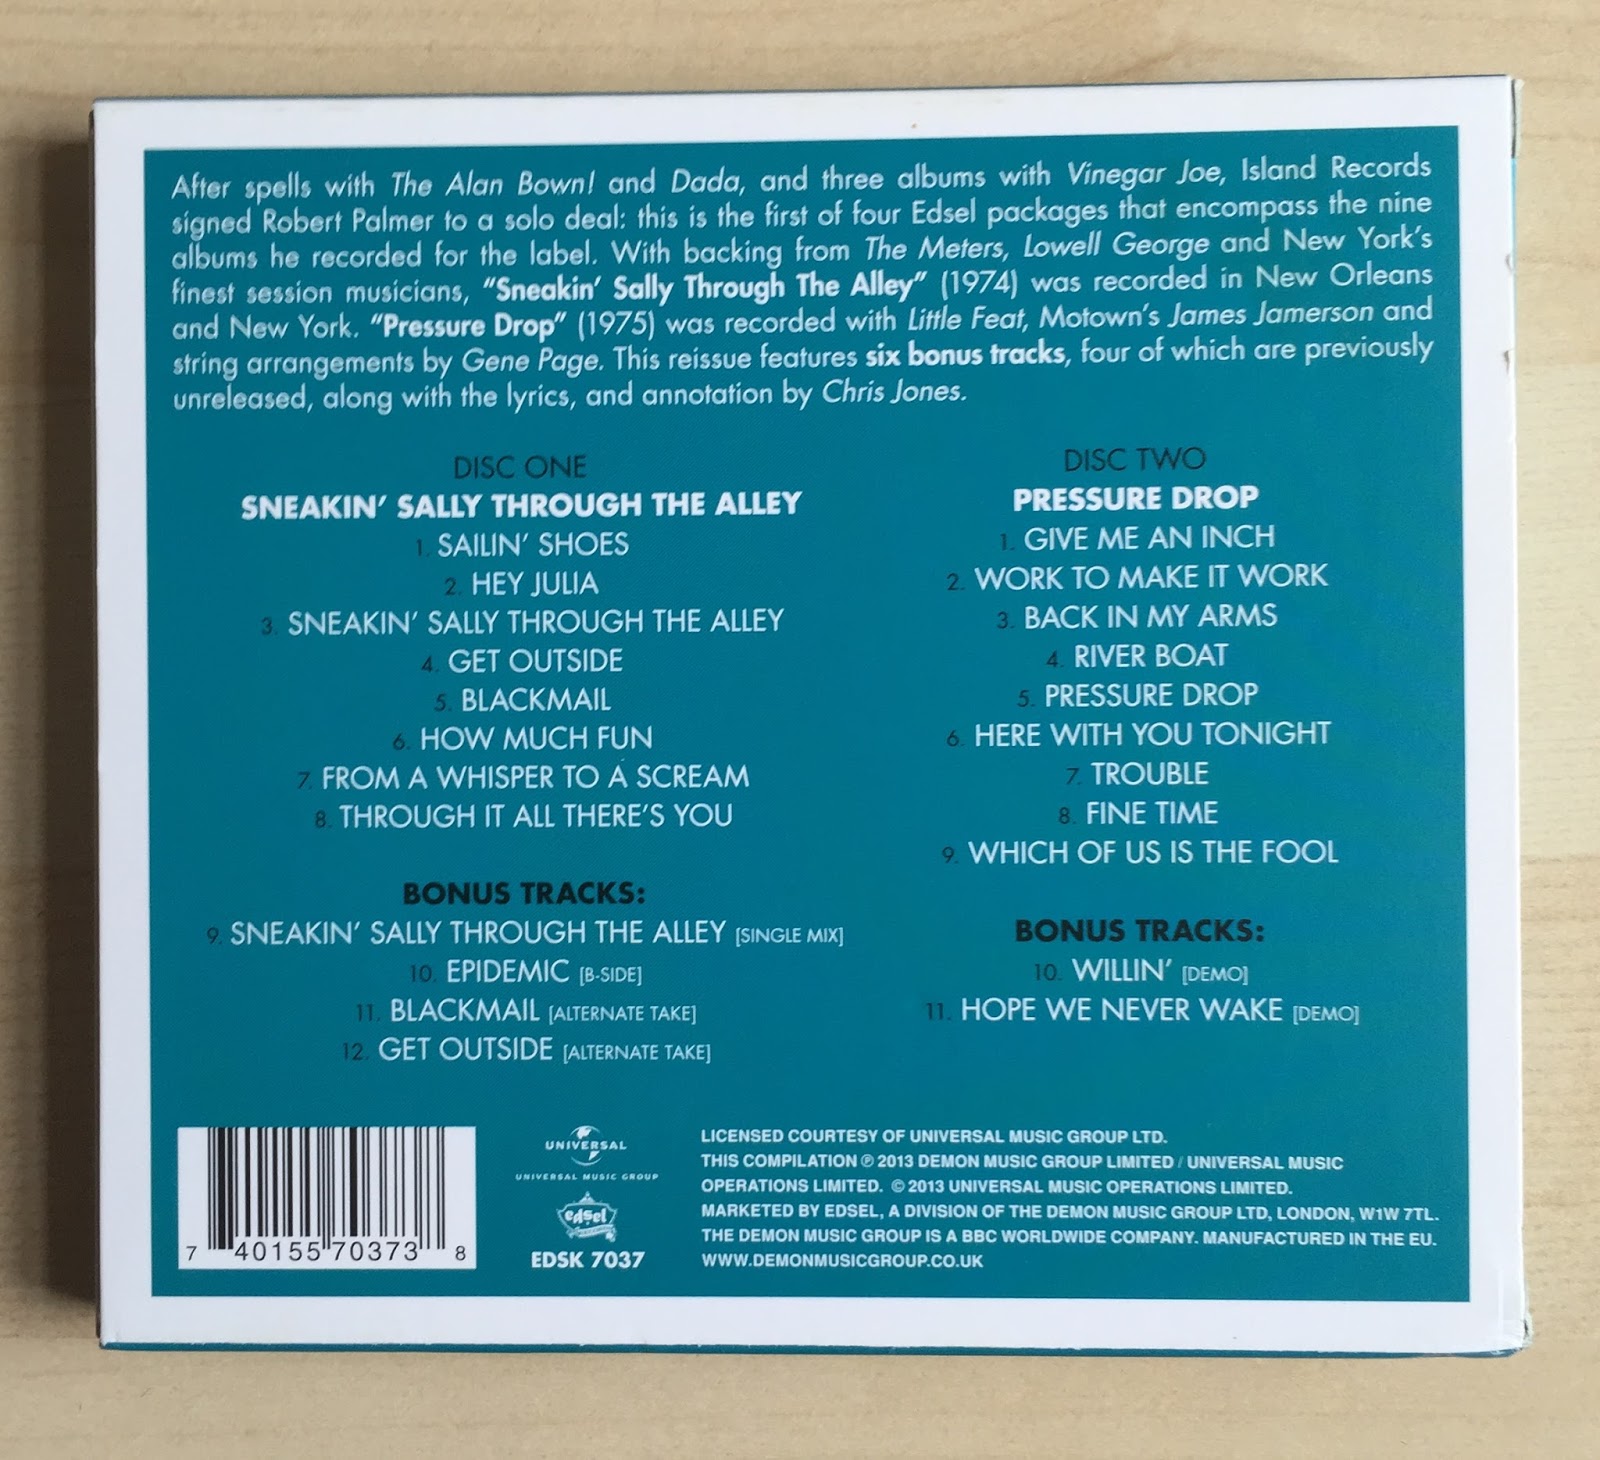 After spells with The Alan Bown! and Dada, and three albums with Vinegar Joe, Island Records
signed Robert Palmer to a solo deal: this is the first of four Edsel packages that encompass the nine
albums he recorded for the label. With backing from The Meters, Lowell George and New York's
finest session musicians, "Sneakin' Sally Through The Alley" (1974) was recorded in New Orleans
and New York. "Pressure Drop" (1975) was recorded with Little Feat, Motown's James Jamerson and
string arrangements by Gene Page. This reissue features six bonus tracks, four of which are previously
unreleased, along with the lyrics, and annotation by Chris Jones.
DISC ONE
SNEAKIN' SALLY THROUGH THE ALLEY
1. SAILIN' SHOES
2. HEY JULIA
3. SNEAKIN' SALLY THROUGH THE ALLEY
4. GET OUTSIDE
5. BLACKMAIL
6. HOW MUCH FUN
7. FROM A WHISPER TO A SCREAM
8. THROUGH IT ALL THERE'S YOU
BONUS TRACKS:
9. SNEAKIN' SALLY THROUGH THE ALLEY [SINGLE MIX]
10. EPIDEMIC [B-SIDE]
11. BLACKMAIL [ALTERNATE TAKE]
12. GET OUTSIDE [ALTERNATE TAKE]
DISC TWO
PRESSURE DROP
1. GIVE ME AN INCH
2. WORK TO MAKE IT WORK
3. BACK IN MY ARMS
4. RIVER BOAT
5. PRESSURE DROP
6. HERE WITH YOU TONIGHT
7. TROUBLE
8. FINE TIME
9. WHICH OF US IS THE FOOL
BONUS TRACKS:
10. WILLIN' [DEMO]
11. HOPE WE NEVER WAKE [DEMO]
7 40155 70373 8
UNIVERSAL
UNIVERSAL MUSIC GROUP
edsel
EDSK 7037
LICENSED COURTESY OF UNIVERSAL MUSIC GROUP LTD.
THIS COMPILATION ℗ 2013 DEMON MUSIC GROUP LIMITED / UNIVERSAL MUSIC
OPERATIONS LIMITED. © 2013 UNIVERSAL MUSIC OPERATIONS LIMITED.
MARKETED BY EDSEL, A DIVISION OF THE DEMON MUSIC GROUP LTD, LONDON, W1W 7TL.
THE DEMON MUSIC GROUP IS A BBC WORLDWIDE COMPANY. MANUFACTURED IN THE EU.
WWW.DEMONMUSICGROUP.CO.UK